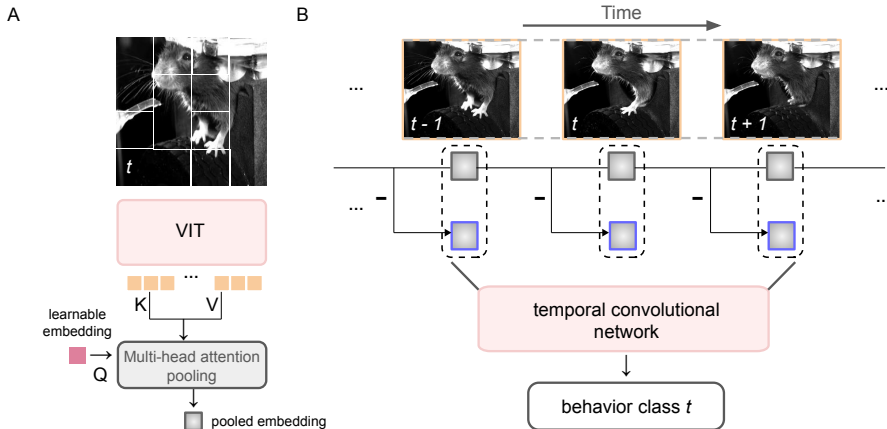 A
t
VIT
...
K
V
learnable
embedding
Q
Multi-head attention
pooling
pooled embedding
B
Time
...
t - 1
t
t + 1
...
...
-
-
-
..
temporal convolutional
network
behavior class t